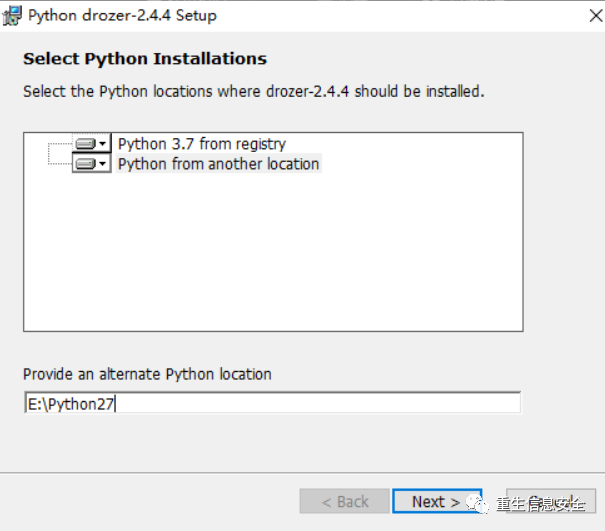 Python drozer-2.4.4 Setup
Select Python Installations
Select the Python locations where drozer-2.4.4 should be installed.
Python 3.7 from registry
Python from another location
Provide an alternate Python location
E:\Python27
< Back
Next >
重生信息安全